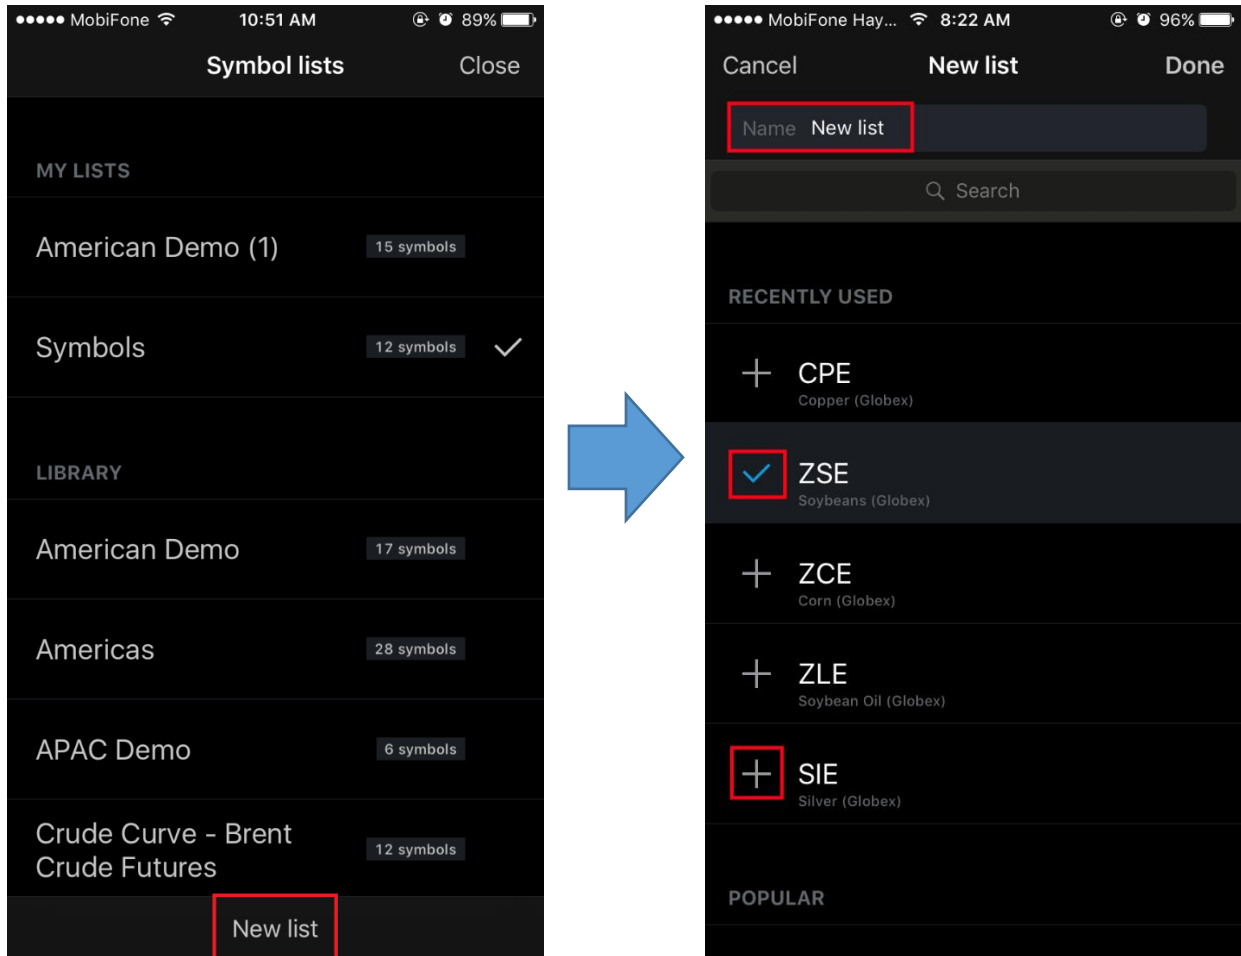 MobiFone 10:51 AM 89%
Symbol lists Close
MY LISTS
American Demo (1) 15 symbols
Symbols 12 symbols
LIBRARY
American Demo 17 symbols
Americas 28 symbols
APAC Demo 6 symbols
Crude Curve - Brent
Crude Futures 12 symbols
New list
MobiFone Hay... 8:22 AM 96%
Cancel New list Done
Name New list
Search
RECENTLY USED
CPE
Copper (Globex)
ZSE
Soybeans (Globex)
ZCE
Corn (Globex)
ZLE
Soybean Oil (Globex)
SIE
Silver (Globex)
POPULAR